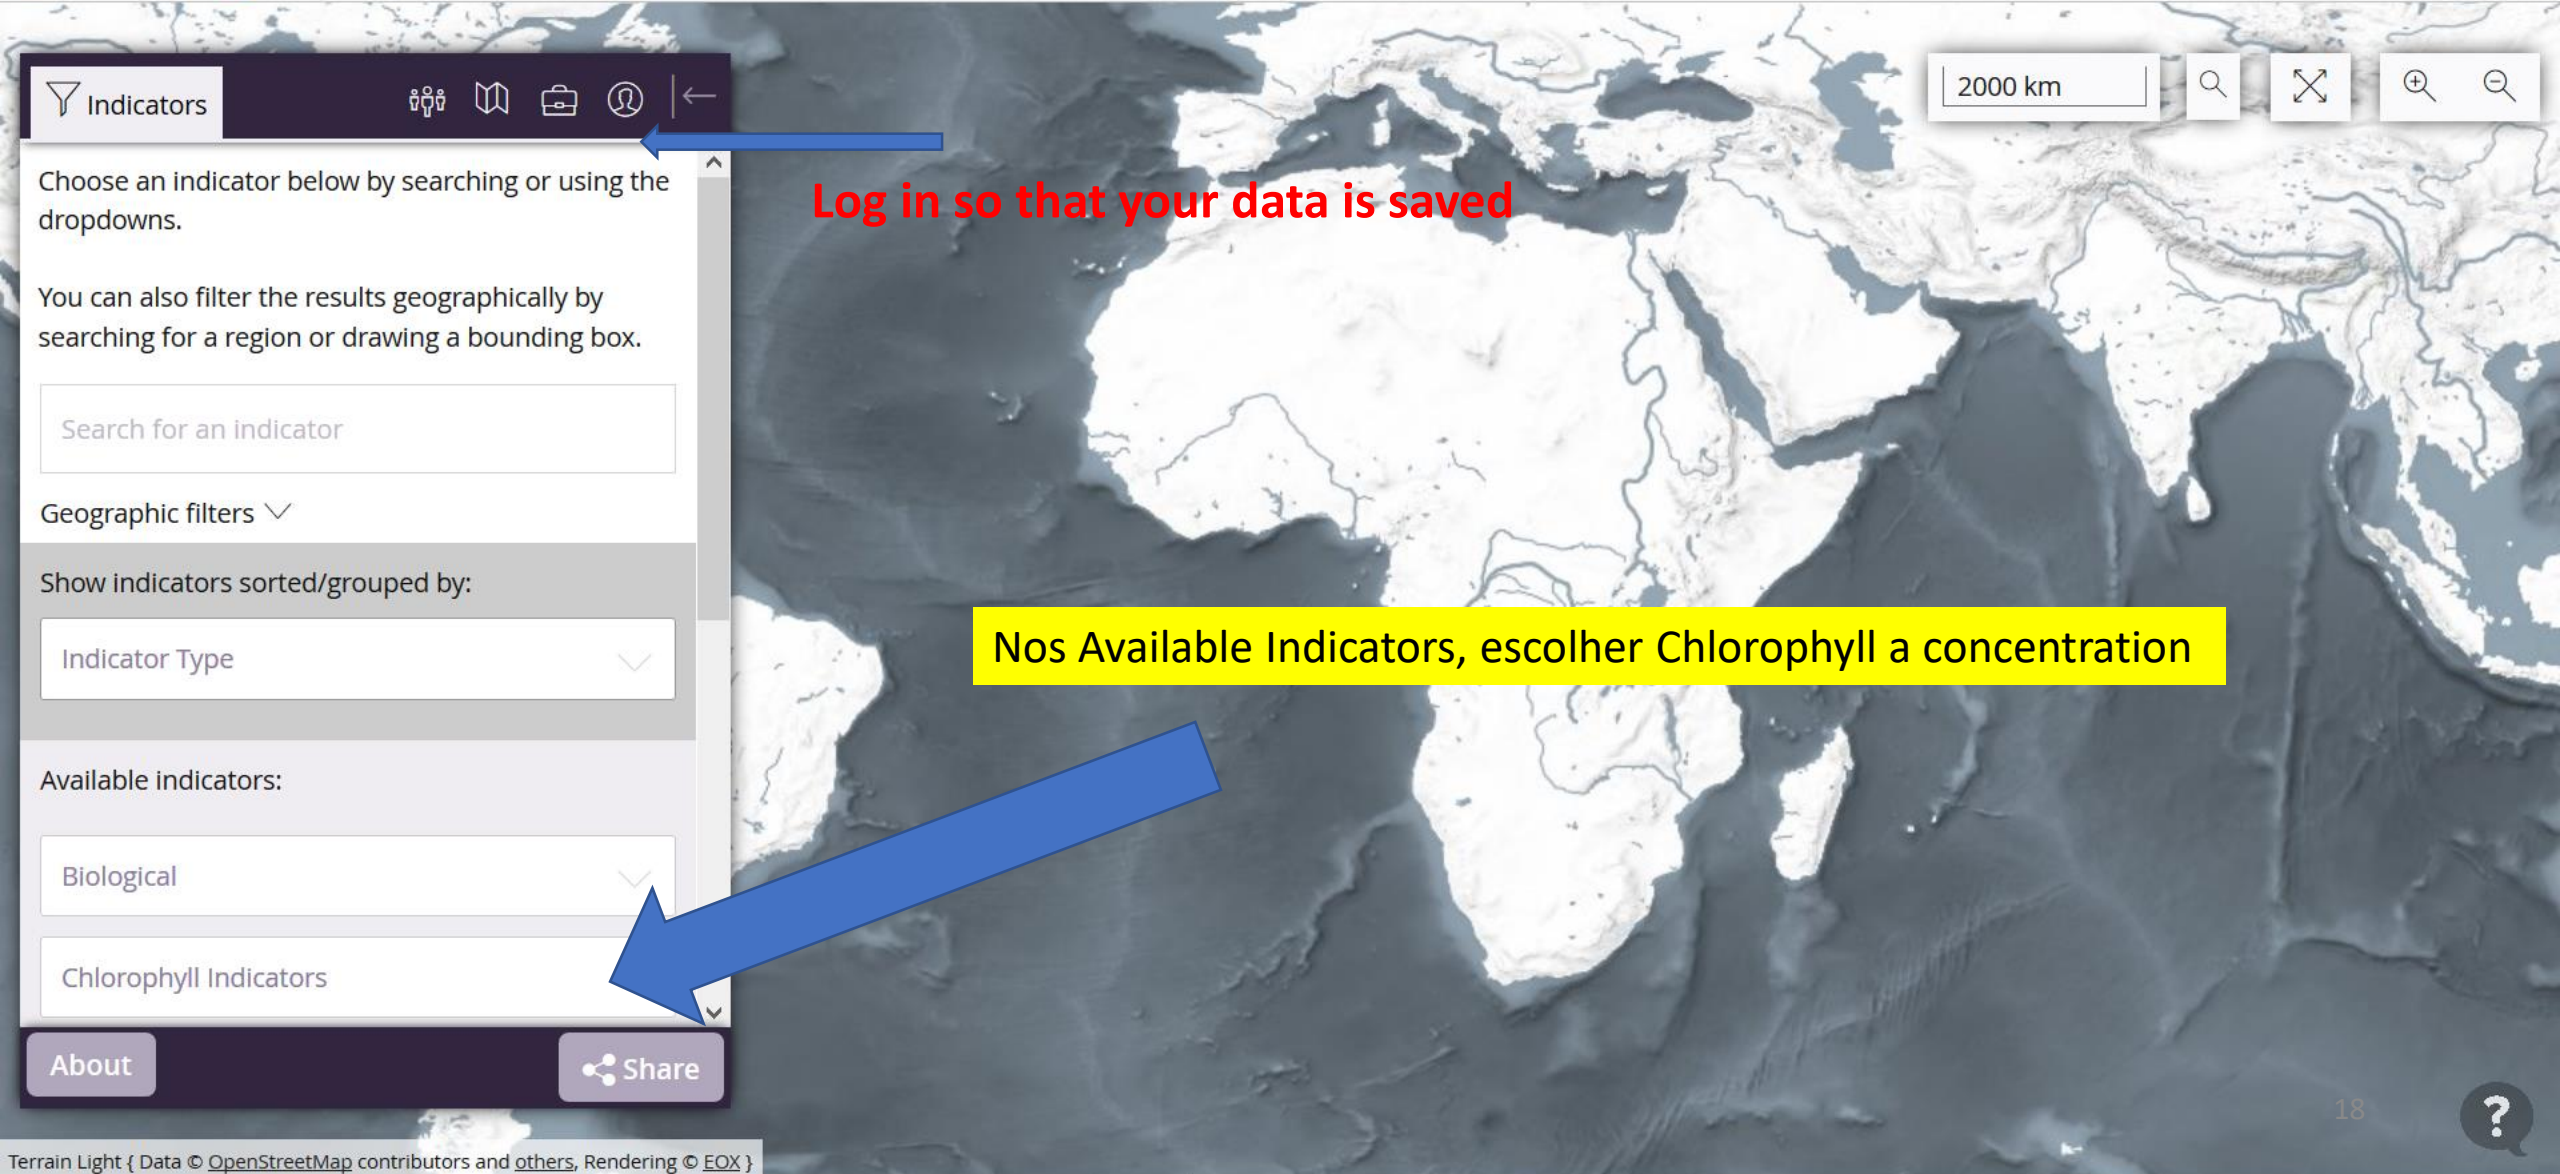 Indicators
2000 km
Choose an indicator below by searching or using the
dropdowns.
Log in so that your data is saved
You can also filter the results geographically by
searching for a region or drawing a bounding box.
Search for an indicator
Geographic filters
Show indicators sorted/grouped by:
Indicator Type
Nos Available Indicators, escolher Chlorophyll a concentration
Available indicators:
Biological
Chlorophyll Indicators
About
Share
18
?
Terrain Light { Data © OpenStreetMap contributors and others, Rendering © EOX }